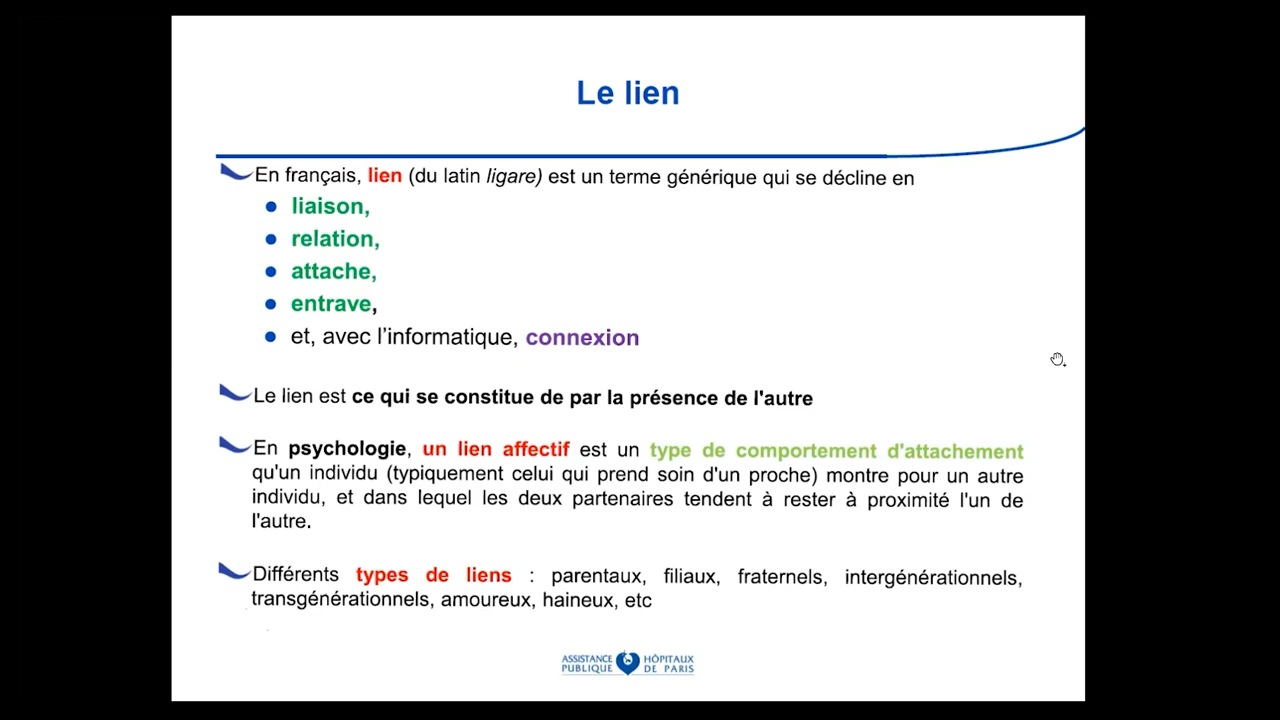 Le lien
En français, lien (du latin ligare) est un terme générique qui se décline en
liaison,
relation,
attache,
entrave,
et, avec l'informatique, connexion
Le lien est ce qui se constitue de par la présence de l'autre
En psychologie, un lien affectif est un type de comportement d'attachement
qu'un individu (typiquement celui qui prend soin d'un proche) montre pour un autre
individu, et dans lequel les deux partenaires tendent à rester à proximité l'un de
l'autre.
Différents types de liens : parentaux, filiaux, fraternels, intergénérationnels,
transgénérationnels, amoureux, haineux, etc
ASSISTANCE HÔPITAUX
PUBLIQUE DE PARIS